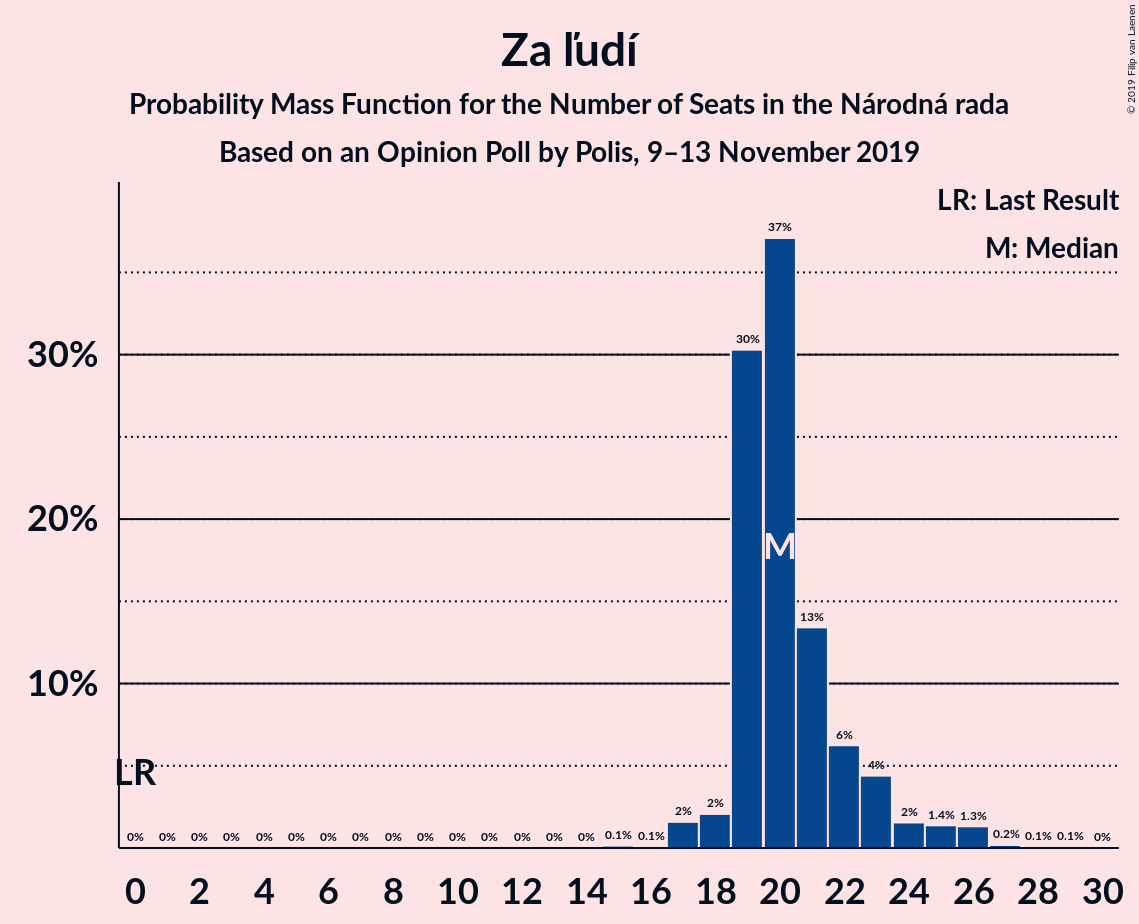 © 2019 Filip van Laenen
Za ľudí
Probability Mass Function for the Number of Seats in the Národná rada
Based on an Opinion Poll by Polis, 9–13 November 2019
LR: Last Result
M: Median
37%
30%
30%
20%
M
13%
10%
6%
4%
LR
0% 0% 0% 0% 0% 0% 0% 0% 0% 0% 0% 0% 0% 0% 0% 0.1% 0.1% 2% 2% 2% 1.4% 1.3% 0.2% 0.1% 0.1% 0%
0 2 4 6 8 10 12 14 16 18 20 22 24 26 28 30